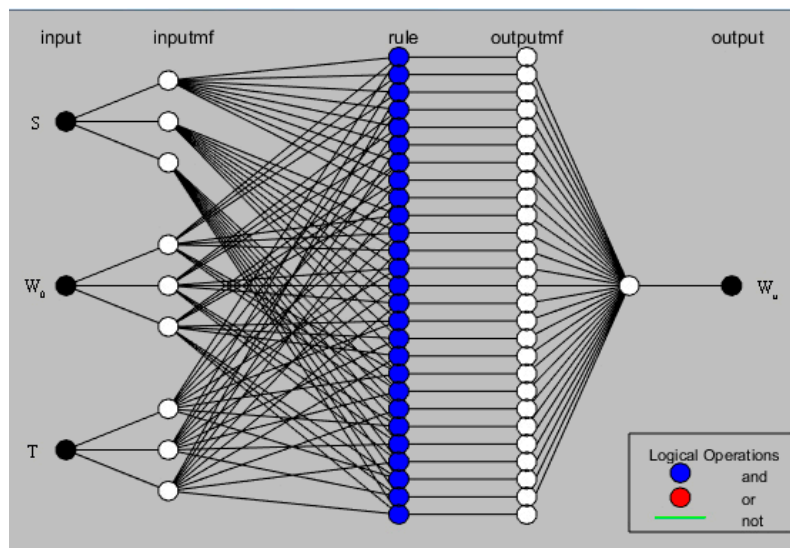 input inputmf rule outputmf output
S
W₀ Wᵤ
T
Logical Operations
and
or
not